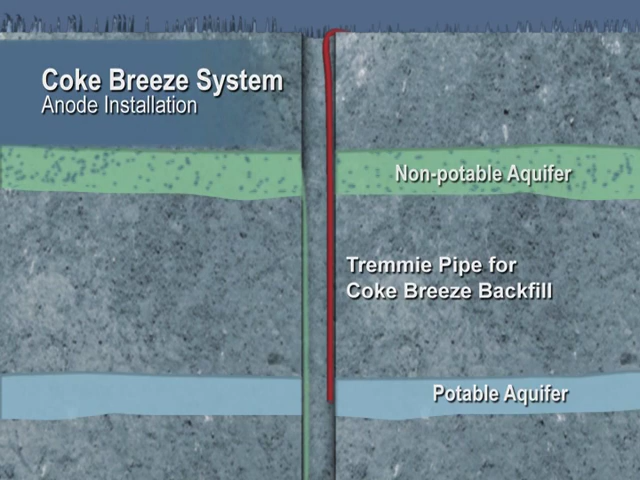 Coke Breeze System
Anode Installation
Non-potable Aquifer
Tremmie Pipe for
Coke Breeze Backfill
Potable Aquifer